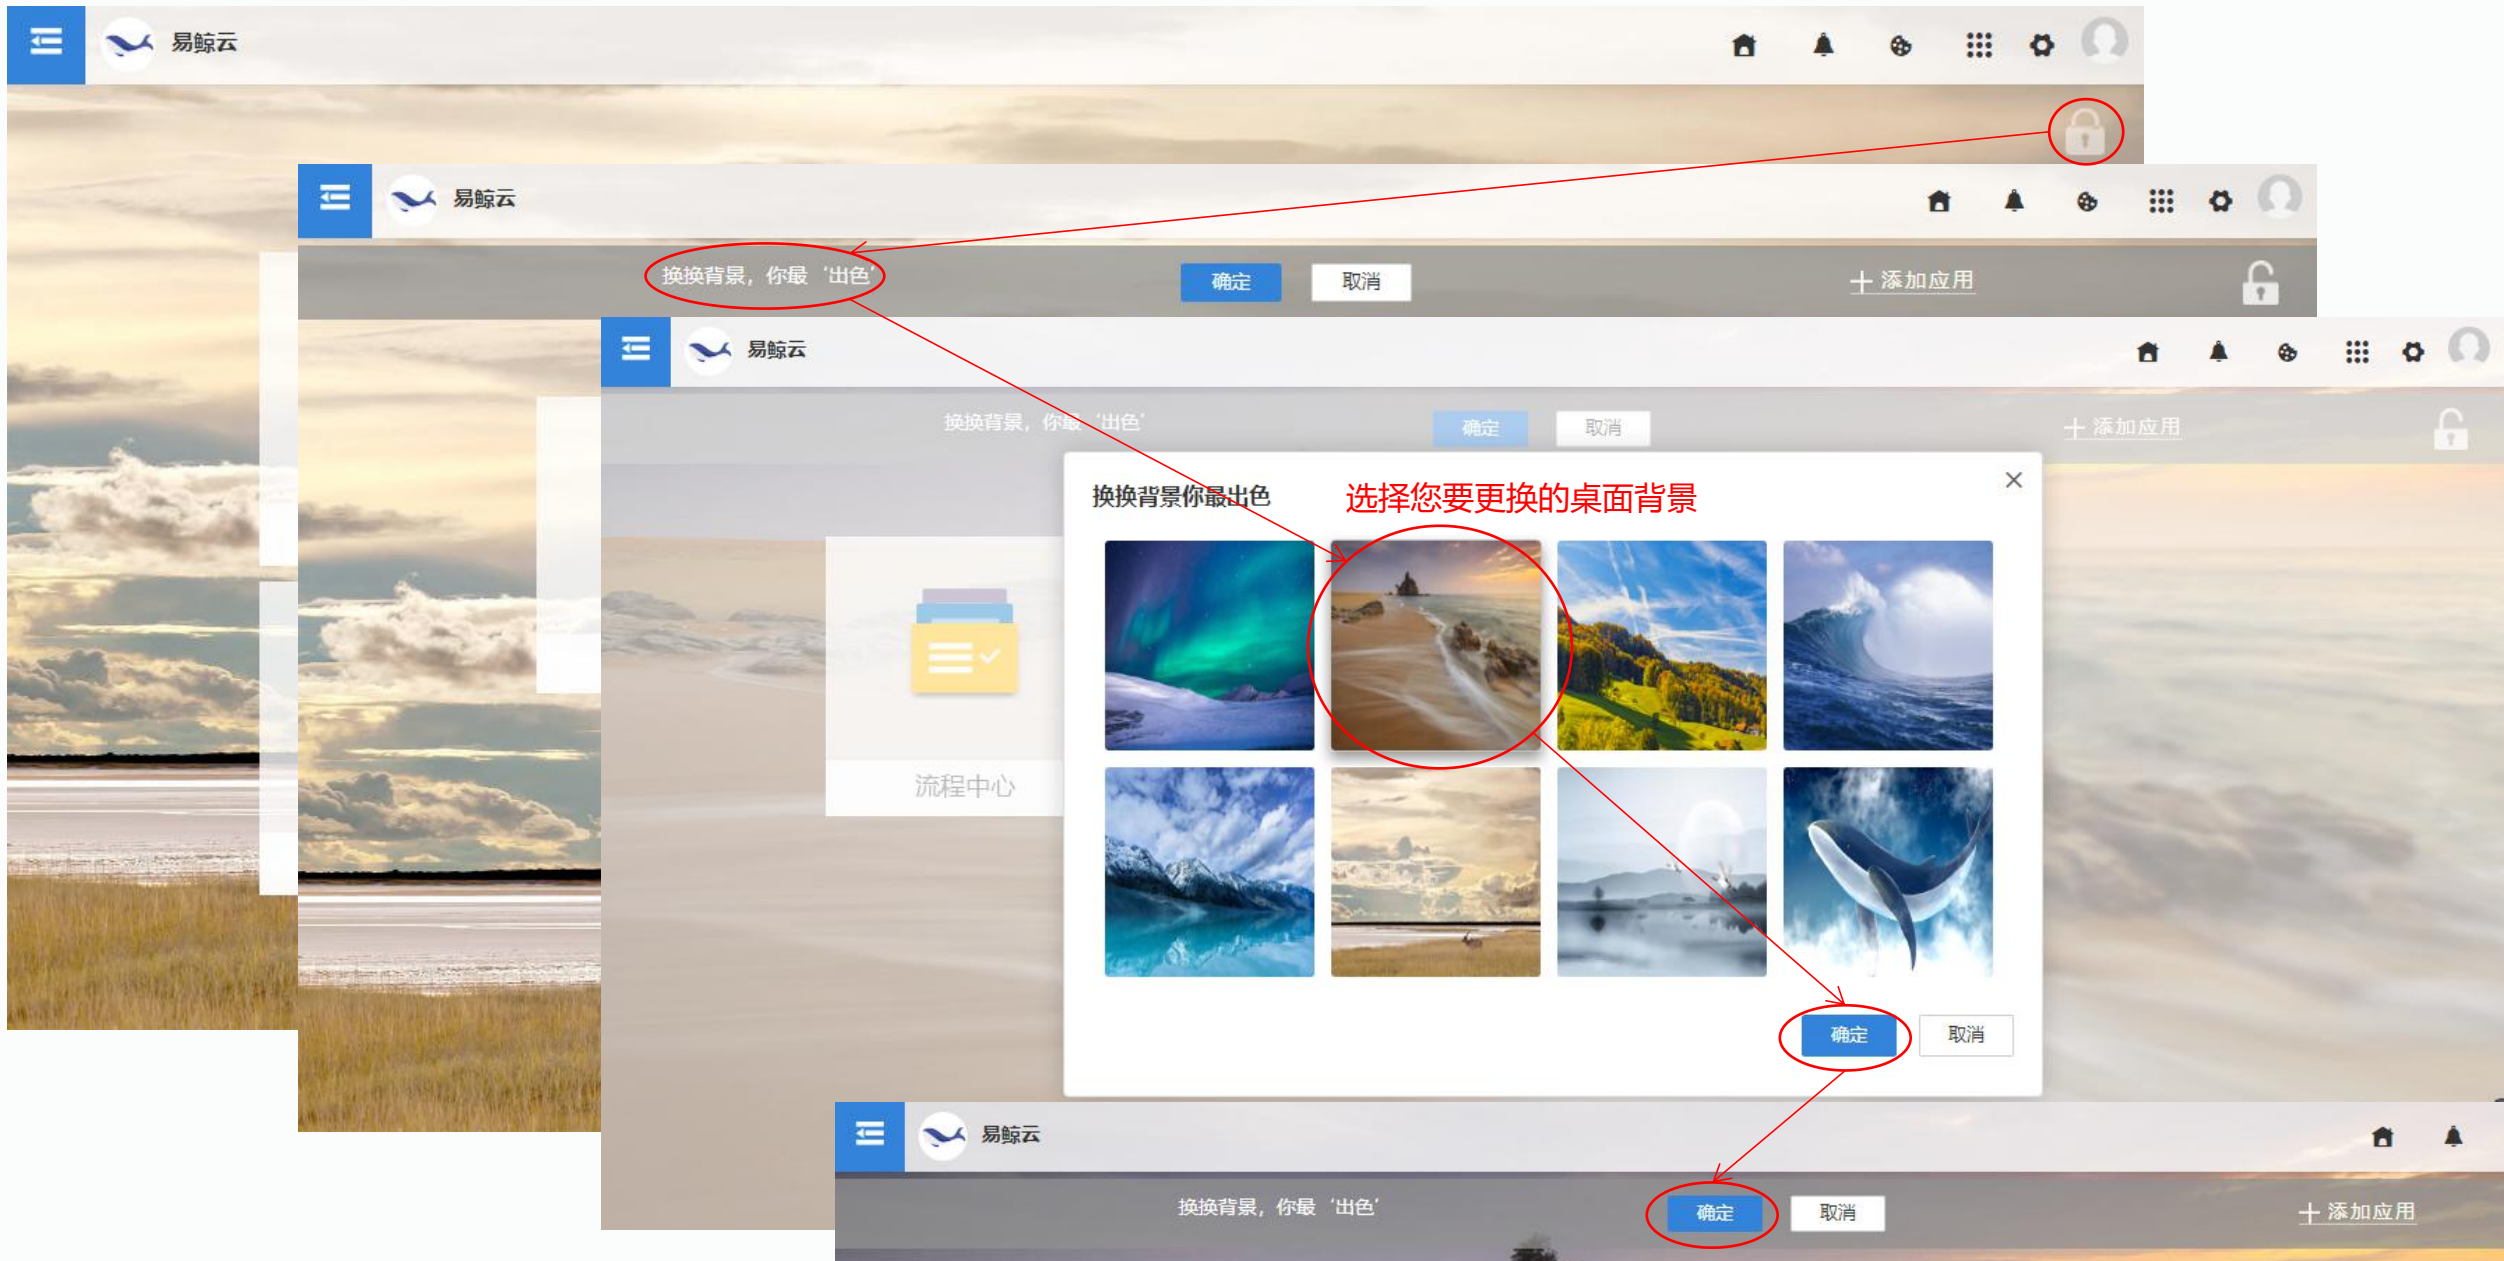 易鲸云
易鲸云
换换背景，你最‘出色’
确定
取消
添加应用
易鲸云
换换背景，你最‘出色’
确定
取消
添加应用
换换背景你最出色
选择您要更换的桌面背景
流程中心
确定
取消
易鲸云
换换背景，你最‘出色’
确定
取消
添加应用